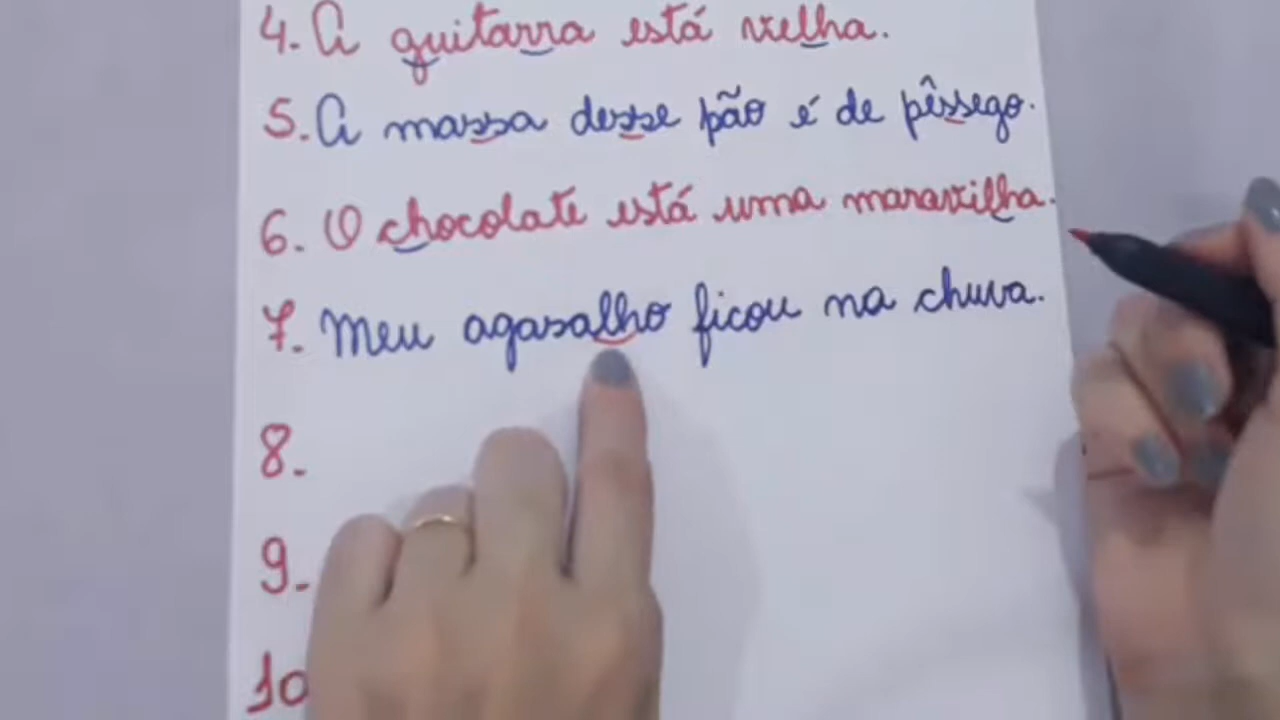 4. A guitarra está velha.
5. A massa desse pão é de pêssego.
6. O chocolate está uma maravilha.
7. Meu agasalho ficou na chuva.
8.
9.
10